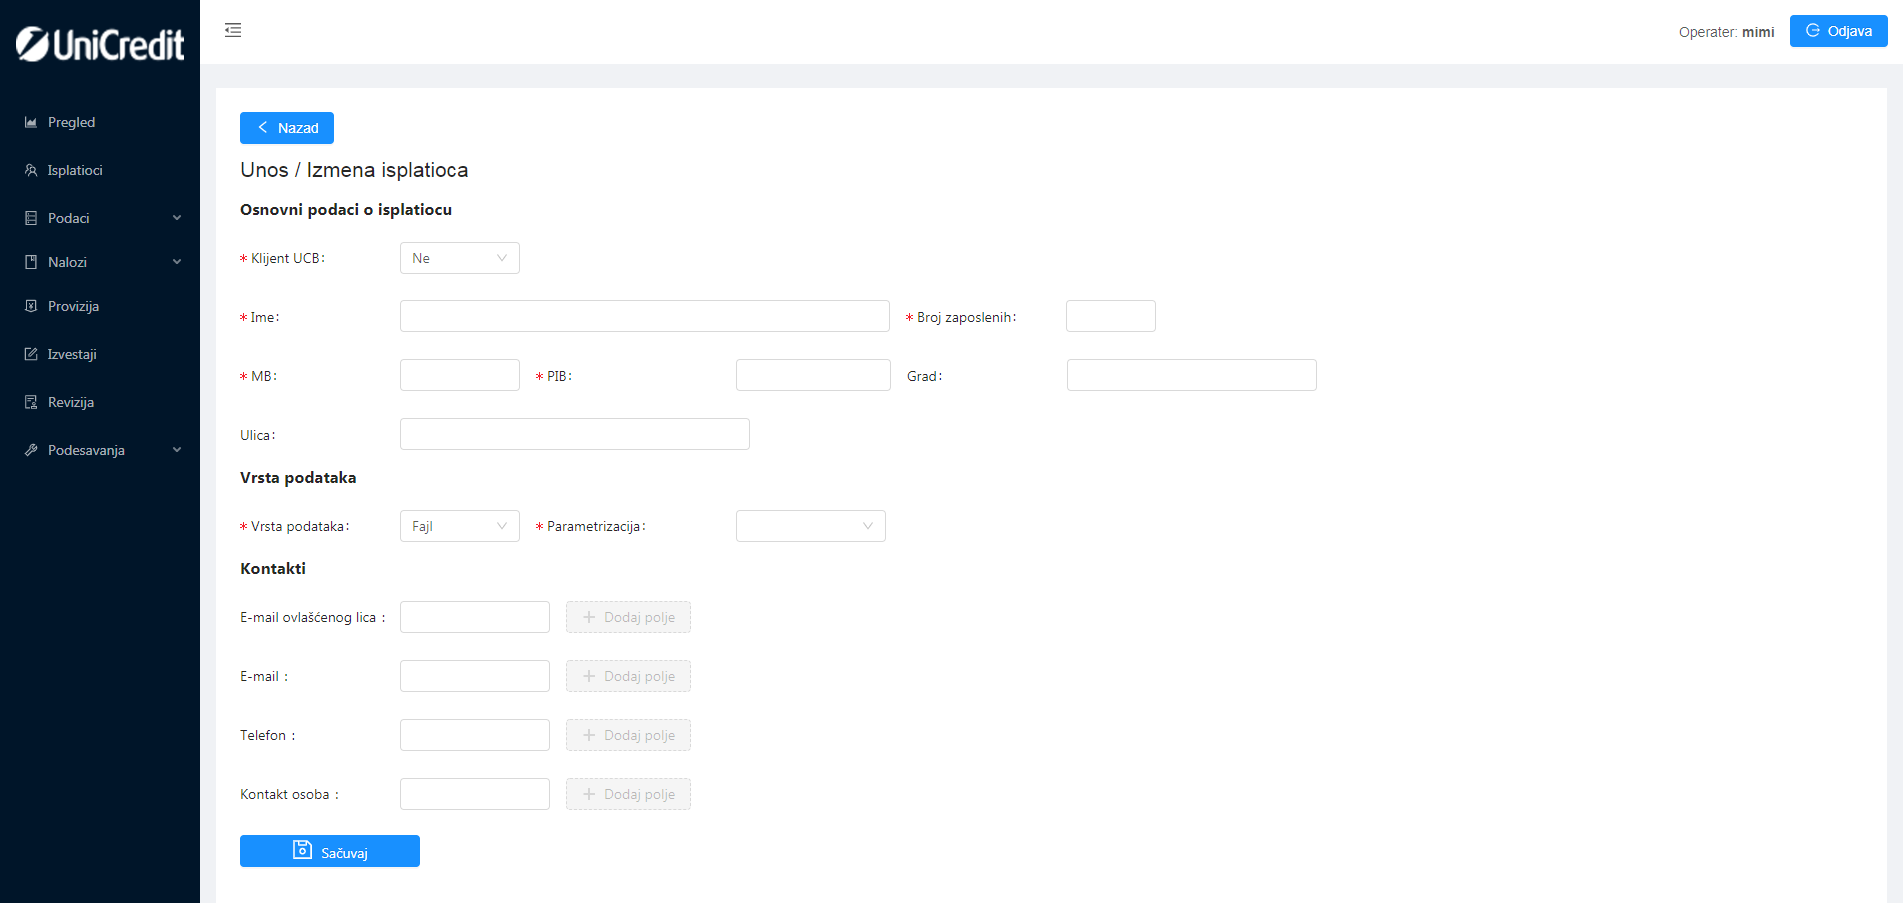 UniCredit
Operater: mimi
Odjava
Pregled
Isplatioci
Podaci
Nalozi
Provizija
Izvestaji
Revizija
Podesavanja
Nazad
Unos / Izmena isplatioca
Osnovni podaci o isplatiocu
* Klijent UCB: Ne
* Ime: * Broj zaposlenih:
* MB: * PIB: Grad:
Ulica:
Vrsta podataka
* Vrsta podataka: Fajl * Parametrizacija:
Kontakti
E-mail ovlašćenog lica : + Dodaj polje
E-mail : + Dodaj polje
Telefon : + Dodaj polje
Kontakt osoba : + Dodaj polje
Sačuvaj